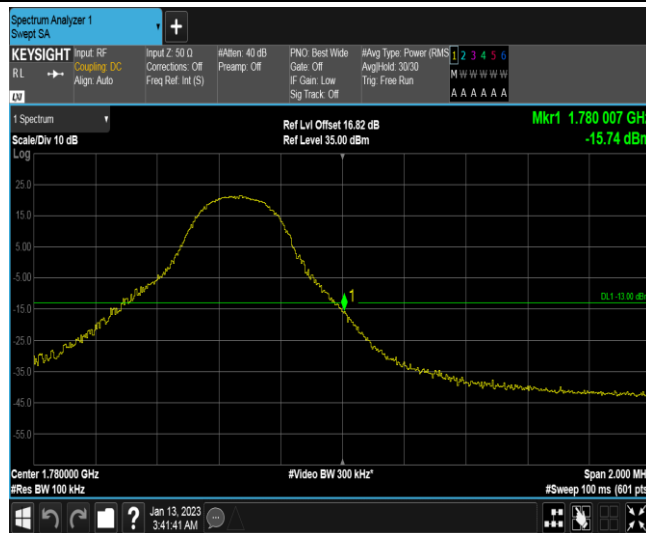 Spectrum Analyzer 1
Swept SA
KEYSIGHT
RL
Input: RF
Coupling: DC
Align: Auto
Input Z: 50 Ω
Corrections: Off
Freq Ref: Int (S)
#Atten: 40 dB
Preamp: Off
PNO: Best Wide
Gate: Off
IF Gain: Low
Sig Track: Off
#Avg Type: Power (RMS
Avg|Hold: 30/30
Trig: Free Run
1 2 3 4 5 6
M W W W W W
A A A A A A
LXI
1 Spectrum
Scale/Div 10 dB
Ref Lvl Offset 16.82 dB
Ref Level 35.00 dBm
Mkr1 1.780 007 GHz
-15.74 dBm
Log
25.0
15.0
5.00
-5.00
-15.0
-25.0
-35.0
-45.0
-55.0
1
DL1 -13.00 dBm
Center 1.780000 GHz
#Res BW 100 kHz
#Video BW 300 kHz*
Span 2.000 MH
#Sweep 100 ms (601 pts
Jan 13, 2023
3:41:41 AM